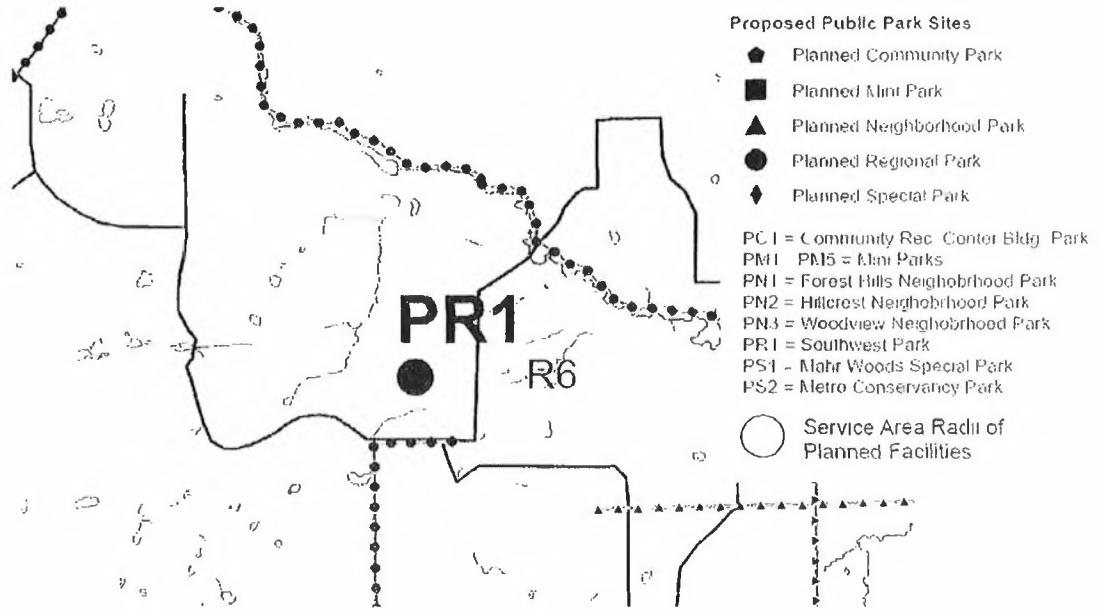 Proposed Public Park Sites
Planned Community Park
Planned Mini Park
Planned Neighborhood Park
Planned Regional Park
Planned Special Park
PC1 = Community Rec Center Bldg Park
PM1 - PM5 = Mini Parks
PN1 = Forest Hills Neighobrhood Park
PN2 = Hillcrest Neighobrhood Park
PN3 = Woodview Neighobrhood Park
PR1 = Southwest Park
PS1 - Mahr Woods Special Park
PS2 = Metro Conservancy Park
Service Area Radii of
Planned Facilities
PR1
R6